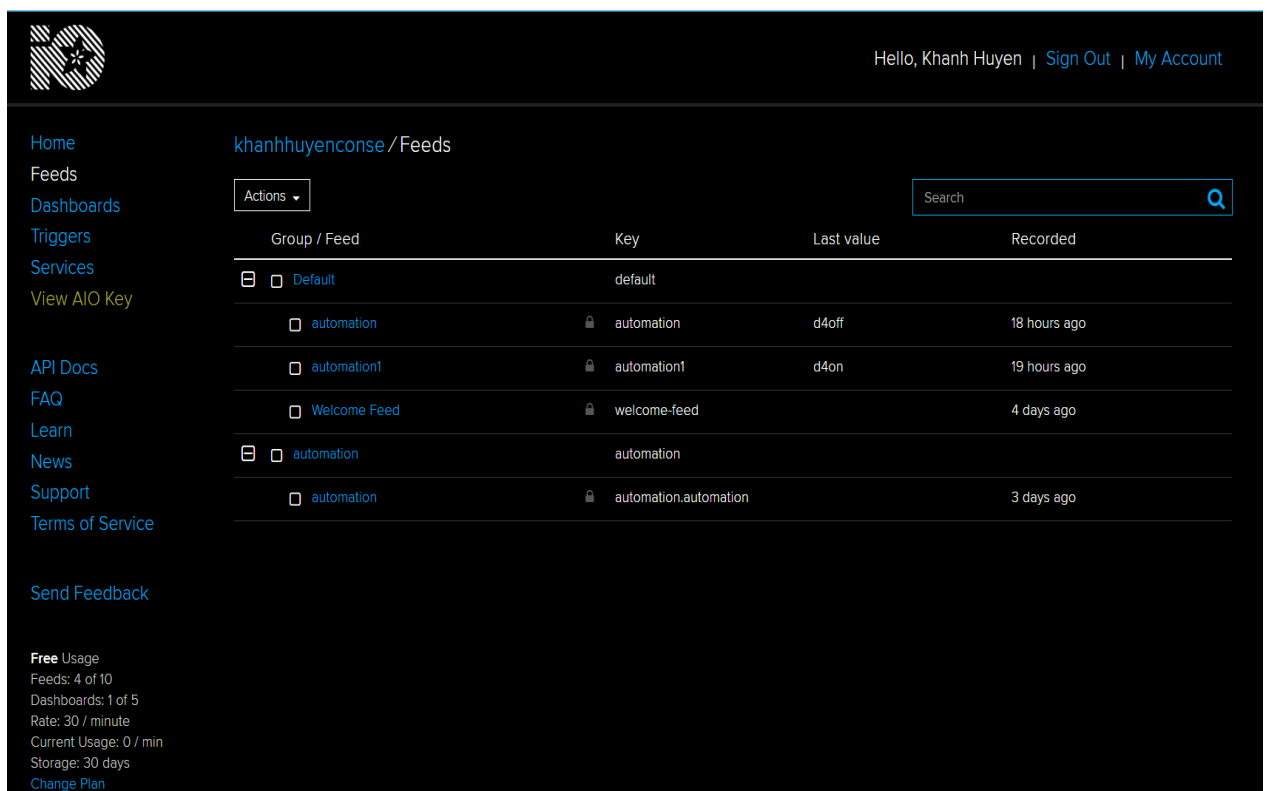 Hello, Khanh Huyen | Sign Out | My Account
Home
Feeds
Dashboards
Triggers
Services
View AIO Key
API Docs
FAQ
Learn
News
Support
Terms of Service
Send Feedback
Free Usage
Feeds: 4 of 10
Dashboards: 1 of 5
Rate: 30 / minute
Current Usage: 0 / min
Storage: 30 days
Change Plan
khanhhuyenconse / Feeds
Actions
Search
Group / Feed Key Last value Recorded
Default default
automation automation d4off 18 hours ago
automation1 automation1 d4on 19 hours ago
Welcome Feed welcome-feed 4 days ago
automation automation
automation automation.automation 3 days ago